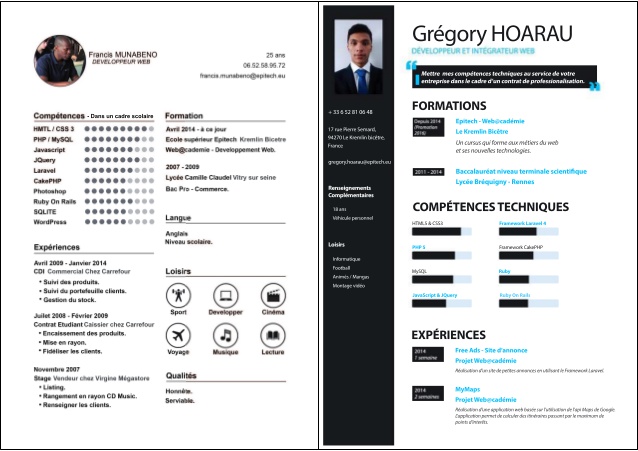 Francis MUNABENO
DEVELOPPEUR WEB
25 ans
06.52.58.95.72
francis.munabeno@epitech.eu
Compétences - Dans un cadre scolaire
HMTL / CSS 3
PHP / MySQL
Javascript
JQuery
Laravel
CakePHP
Photoshop
Ruby On Rails
SQLITE
WordPress
Expériences
Avril 2009 - Janvier 2014
CDI Commercial Chez Carrefour
* Suivi des produits.
* Suivi du portefeuille clients.
* Gestion du stock.
Juilet 2008 - Février 2009
Contrat Etudiant Caissier chez Carrefour
* Encaissement des produits.
* Mise en rayon.
* Fidéliser les clients.
Novembre 2007
Stage Vendeur chez Virgine Mégastore
* Listing.
* Rangement en rayon CD Music.
* Renseigner les clients.
Formation
Avril 2014 - à ce jour
Ecole supérieur Epitech Kremlin Bicetre
Web@cademie - Developpement Web.
2007 - 2009
Lycée Camille Claudel Vitry sur seine
Bac Pro - Commerce.
Langue
Anglais
Niveau scolaire.
Loisirs
Sport Developper Cinéma
Voyage Musique Lecture
Qualités
Honnête.
Serviable.
+ 33 6 52 81 06 48
17 rue Pierre Semard,
94270 Le Kremlin bicêtre,
France
gregory.hoarau@epitech.eu
Renseignements
Complémentaires
18 ans
Véhicule personnel
Loisirs
Informatique
Football
Animés / Mangas
Montage vidéo
Grégory HOARAU
DÉVELOPPEUR ET INTÉGRATEUR WEB
“ Mettre mes compétences techniques au service de votre
entreprise dans le cadre d'un contrat de professionalisation. ”
FORMATIONS
Depuis 2014
(Promotion
2016)
Epitech - Web@cadémie
Le Kremlin Bicêtre
Un cursus qui forme aux métiers du web
et ses nouvelles technologies.
2011 - 2014
Baccalauréat niveau terminale scientifique
Lycée Bréquigny - Rennes
COMPÉTENCES TECHNIQUES
HTML5 & CSS3 Framework Laravel 4
PHP 5 Framework CakePHP
MySQL Ruby
JavaScript & JQuery Ruby On Rails
EXPÉRIENCES
2014
1 semaine
Free Ads - Site d'annonce
Projet Web@cadémie
Réalisation d'un site de petites annonces en utilisant le Framework Laravel.
2014
2 semaines
MyMaps
Projet Web@cadémie
Réalisation d'une application web basée sur l'utilisation de l'api Maps de Google.
L'application permet de calculer des itinéraires passant par le maximum de
points d'interêts.